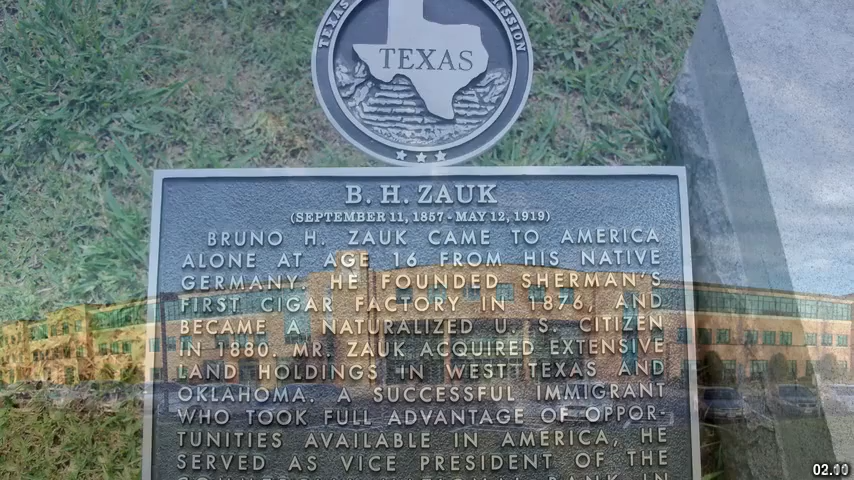 TEXAS
ISSION
TEXAS
B. H. ZAUK
(SEPTEMBER 11, 1857 - MAY 12, 1919)
BRUNO H. ZAUK CAME TO AMERICA
ALONE AT AGE 16 FROM HIS NATIVE
GERMANY. HE FOUNDED SHERMAN'S
FIRST CIGAR FACTORY IN 1876, AND
BECAME A NATURALIZED U. S. CITIZEN
IN 1880. MR. ZAUK ACQUIRED EXTENSIVE
LAND HOLDINGS IN WEST TEXAS AND
OKLAHOMA. A SUCCESSFUL IMMIGRANT
WHO TOOK FULL ADVANTAGE OF OPPOR-
TUNITIES AVAILABLE IN AMERICA, HE
SERVED AS VICE PRESIDENT OF THE